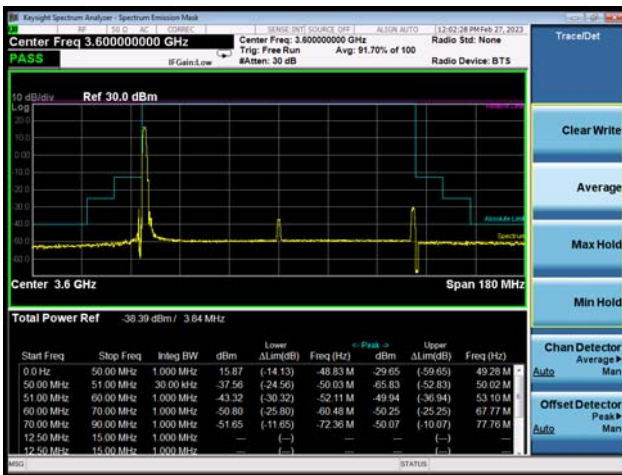 Keysight Spectrum Analyzer - Spectrum Emission Mask
RF 50 Ω AC CORREC SENSE:INT SOURCE OFF ALIGN AUTO 12:02:28 PM Feb 27, 2023
Center Freq 3.600000000 GHz
Center Freq: 3.600000000 GHz
Radio Std: None
Trace/Det
PASS
Trig: Free Run Avg: 91.70% of 100
IFGain:Low #Atten: 30 dB Radio Device: BTS
10 dB/div Ref 30.0 dBm
Log
20.0
10.0
0.00
Absolute Limit
Spectrum
Center 3.6 GHz Span 180 MHz
Total Power Ref -38.39 dBm / 3.84 MHz
Lower <- Peak -> Upper
Start Freq Stop Freq Integ BW dBm ΔLim(dB) Freq (Hz) dBm ΔLim(dB) Freq (Hz)
0.0 Hz 50.00 MHz 1.000 MHz 15.87 (-14.13) -48.83 M -29.65 (-59.65) 49.28 M
50.00 MHz 51.00 MHz 30.00 kHz -37.56 (-24.56) -50.03 M -65.83 (-52.83) 50.02 M
51.00 MHz 60.00 MHz 1.000 MHz -43.32 (-30.32) -52.11 M -49.94 (-36.94) 53.10 M
60.00 MHz 70.00 MHz 1.000 MHz -50.80 (-25.80) -60.48 M -50.25 (-25.25) 67.77 M
70.00 MHz 90.00 MHz 1.000 MHz -51.65 (-11.65) -72.36 M -50.07 (-10.07) 77.76 M
12.50 MHz 15.00 MHz 1.000 MHz --- (---) --- --- (---) ---
12.50 MHz 15.00 MHz 1.000 MHz
Clear Write
Average
Max Hold
Min Hold
Chan Detector
Average
Auto Man
Offset Detector
Peak
Auto Man
MSG STATUS